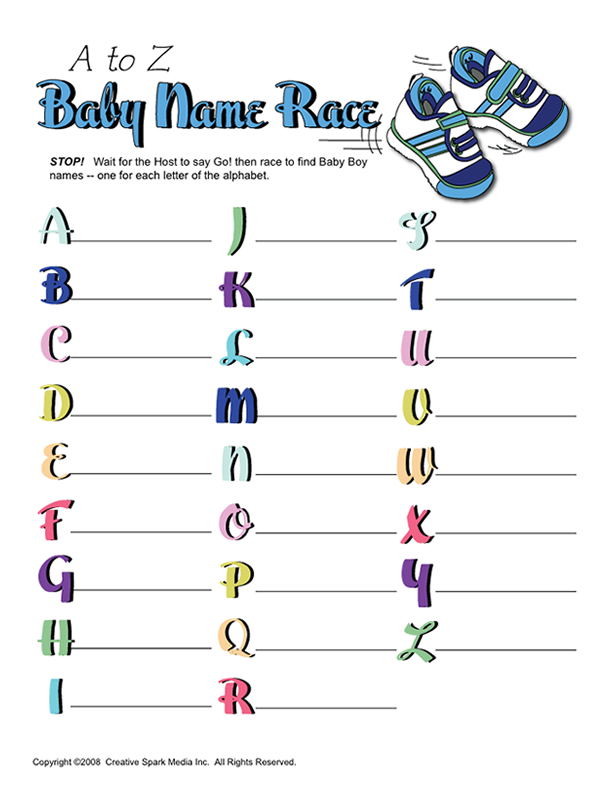 A to Z
Baby Name Race
STOP! Wait for the Host to say Go! then race to find Baby Boy
names -- one for each letter of the alphabet.
A
B
C
D
E
F
G
H
I
J
K
L
M
N
O
P
Q
R
S
T
U
V
W
X
Y
Z
Copyright ©2008 Creative Spark Media Inc. All Rights Reserved.